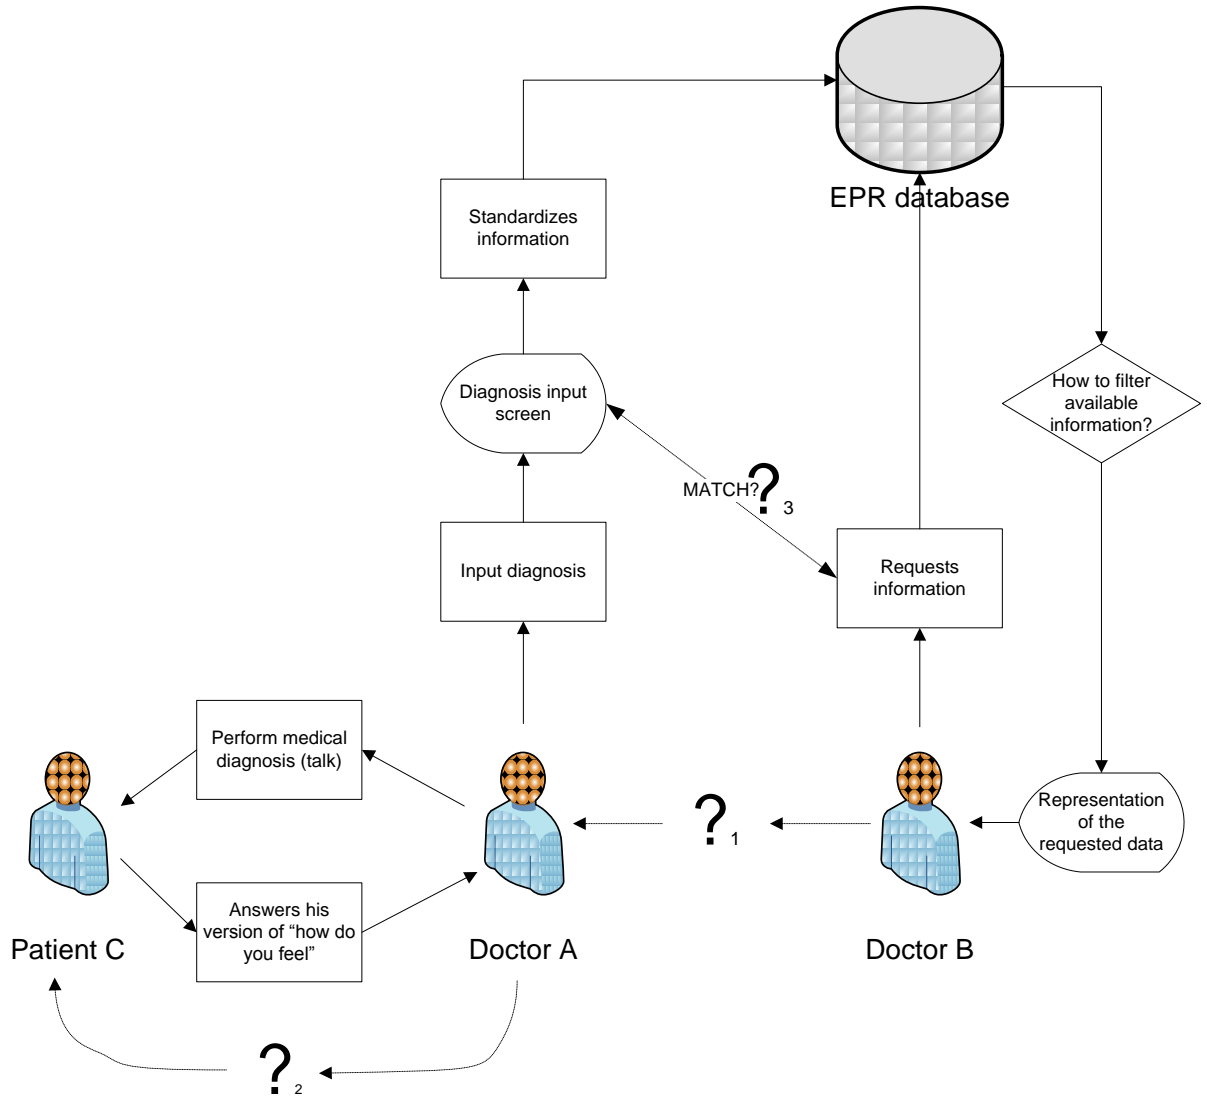 EPR database
Standardizes
information
Diagnosis input
screen
How to filter
available
information?
MATCH?
?
3
Input diagnosis
Requests
information
Perform medical
diagnosis (talk)
Representation
of the
requested data
?
1
Answers his
version of “how do
you feel”
Patient C
Doctor A
Doctor B
?
2